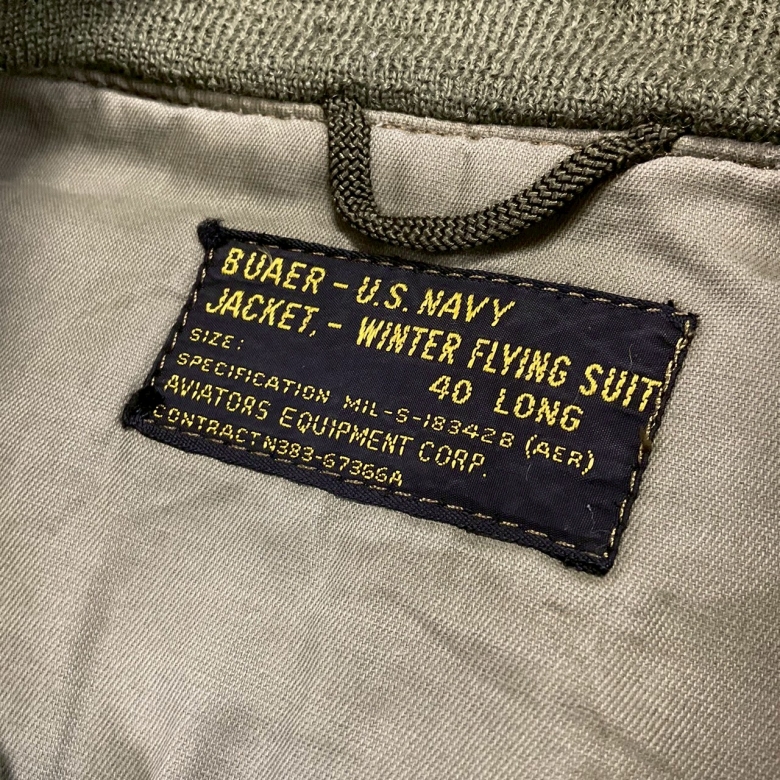 BUAER - U.S. NAVY
JACKET, - WINTER FLYING SUIT
SIZE: 40 LONG
SPECIFICATION MIL-S-18342B (AER)
AVIATORS EQUIPMENT CORP.
CONTRACT N383-67366A